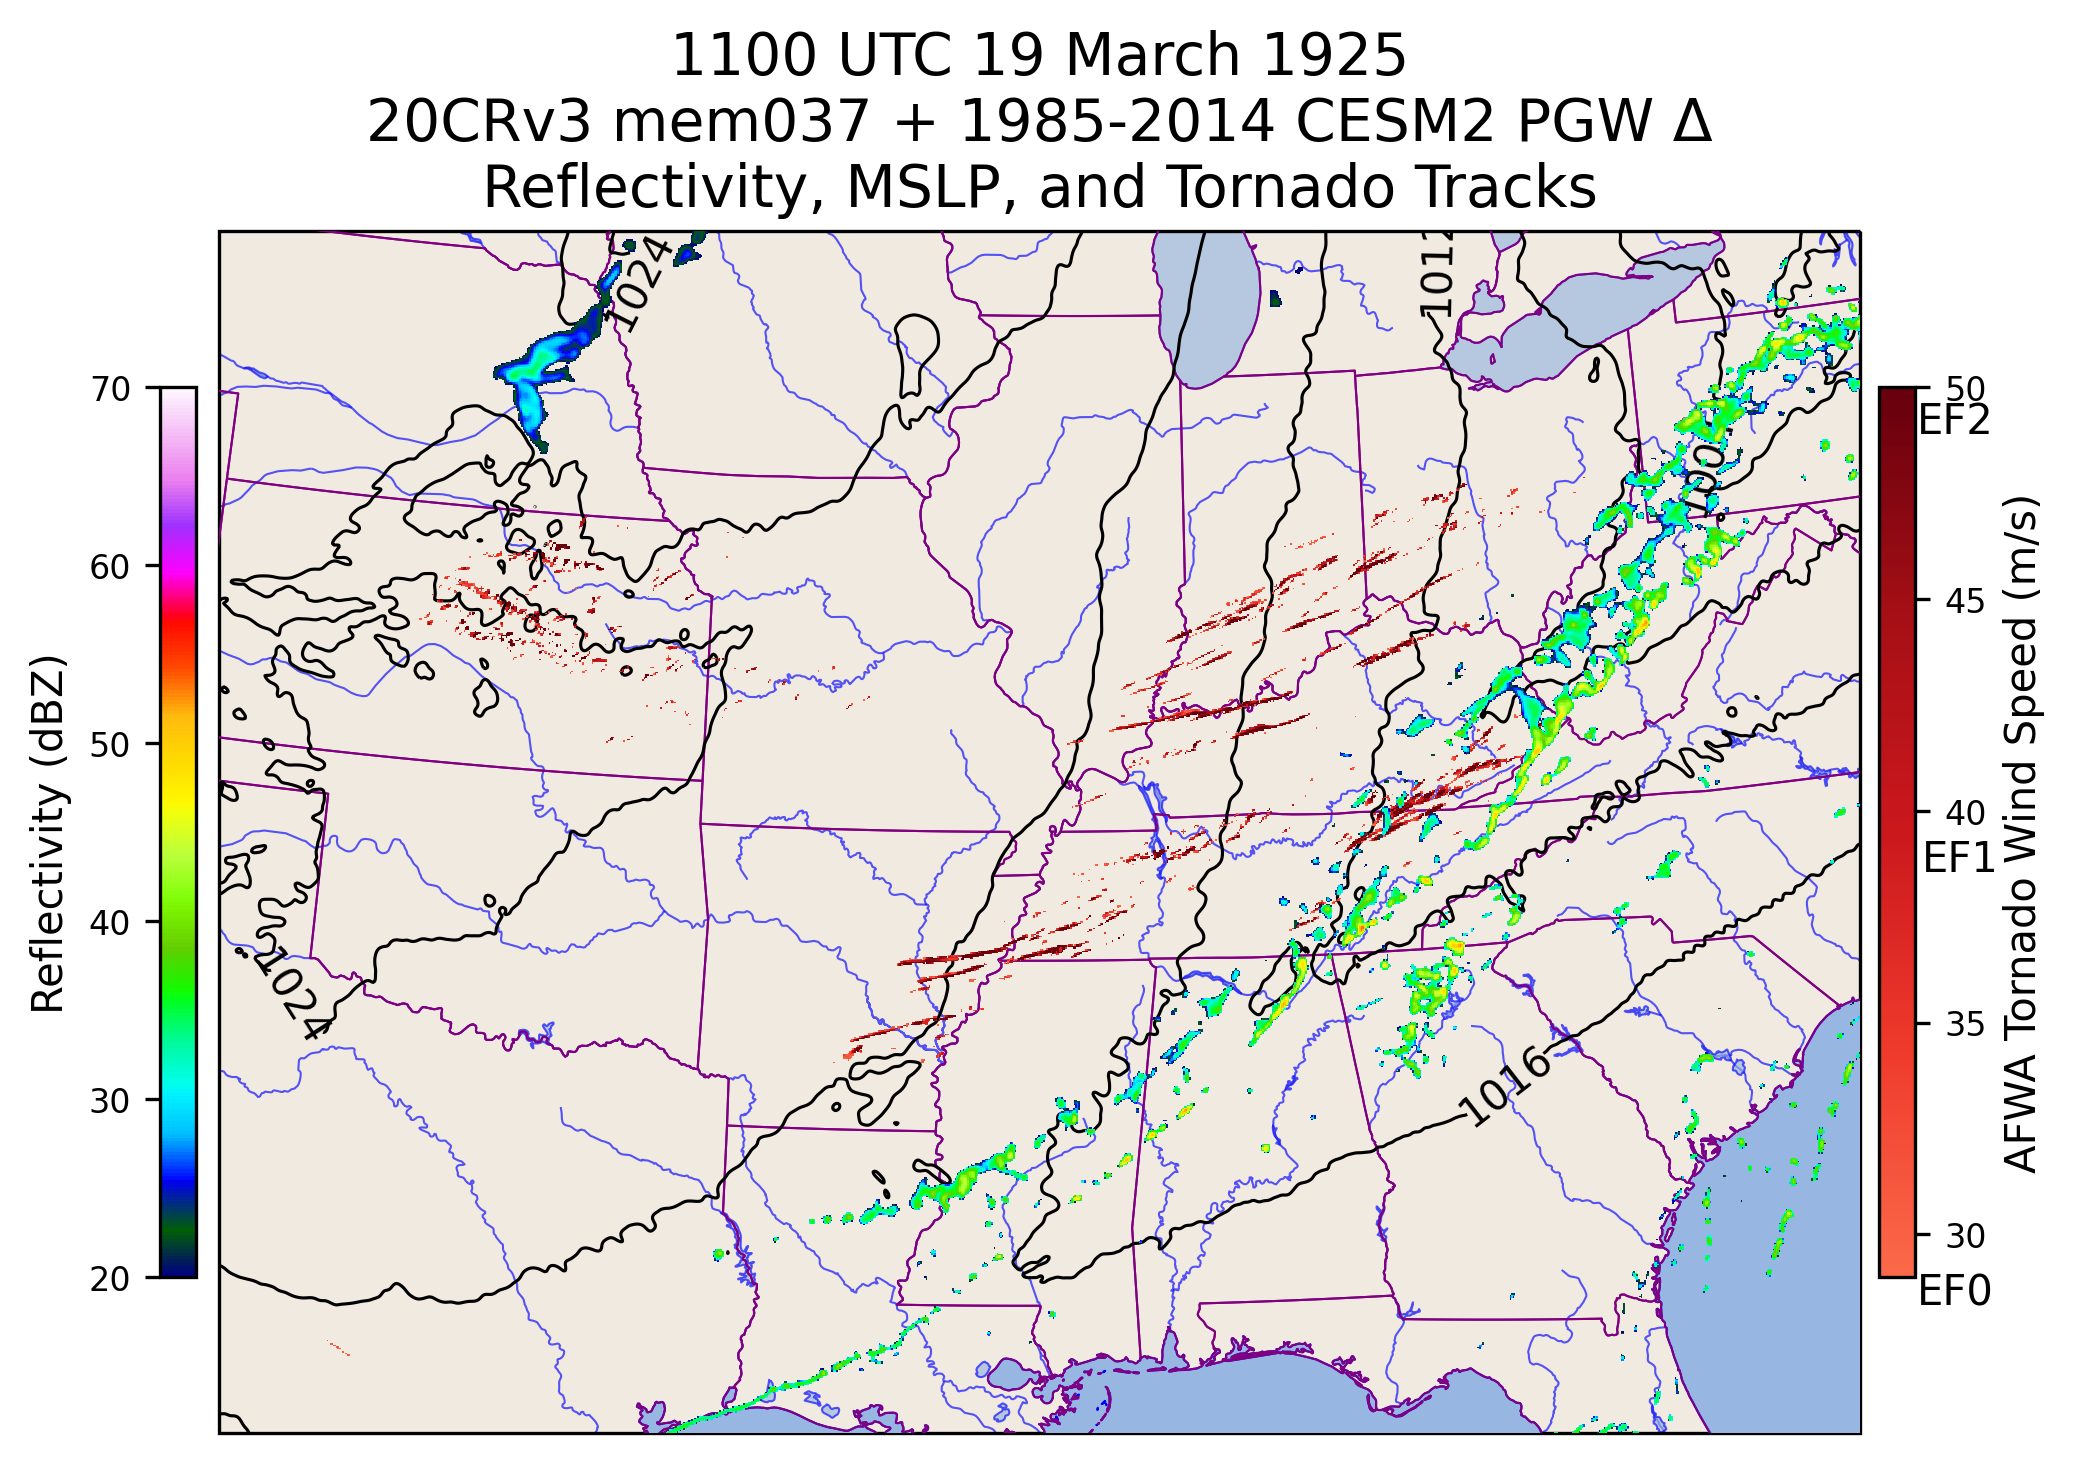 1100 UTC 19 March 1925
20CRv3 mem037 + 1985-2014 CESM2 PGW Δ
Reflectivity, MSLP, and Tornado Tracks
1024
1012
1016
1024
Reflectivity (dBZ)
70
60
50
40
30
20
50
EF2
45
40
EF1
35
30
EF0
AFWA Tornado Wind Speed (m/s)